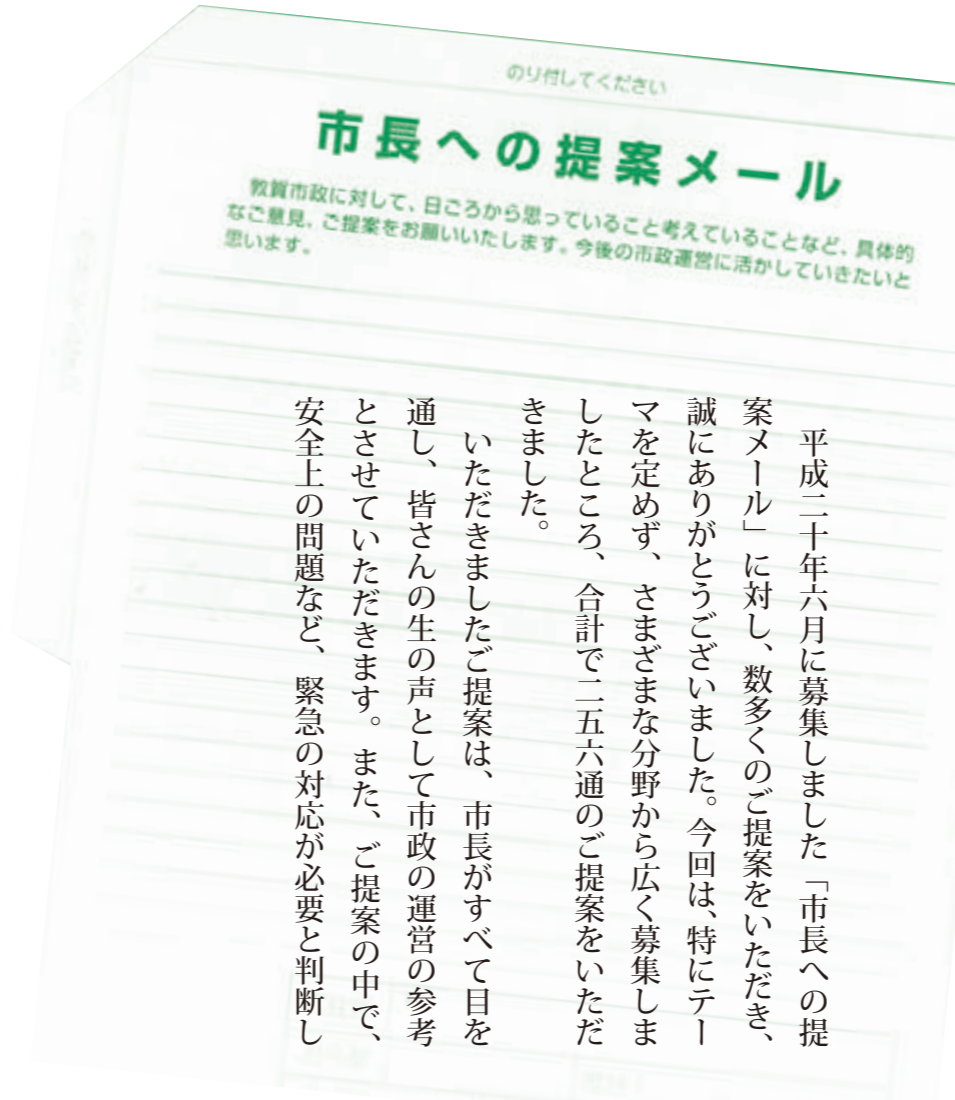 のり付してください
市長への提案メール
敦賀市政に対して、日ごろから思っていること考えていることなど、具体的
なご意見、ご提案をお願いいたします。今後の市政運営に活かしていきたいと
思います。
平成二十年六月に募集しました「市長への提
案メール」に対し、数多くのご提案をいただき、
誠にありがとうございました。今回は、特にテー
マを定めず、さまざまな分野から広く募集しま
したところ、合計で二五六通のご提案をいただ
きました。
いただきましたご提案は、市長がすべて目を
通し、皆さんの生の声として市政の運営の参考
とさせていただきます。また、ご提案の中で、
安全上の問題など、緊急の対応が必要と判断し